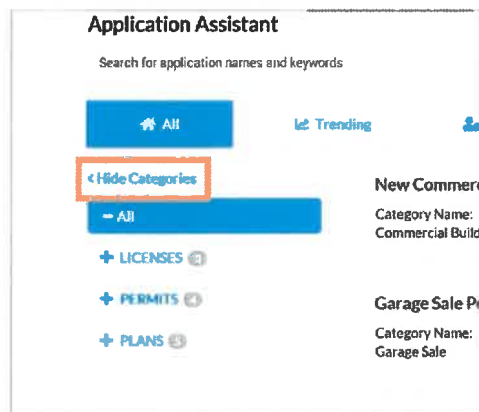 Application Assistant
Search for application names and keywords
All
Trending
< Hide Categories
All
LICENSES
PERMITS
PLANS
New Commer
Category Name:
Commercial Build
Garage Sale P
Category Name:
Garage Sale